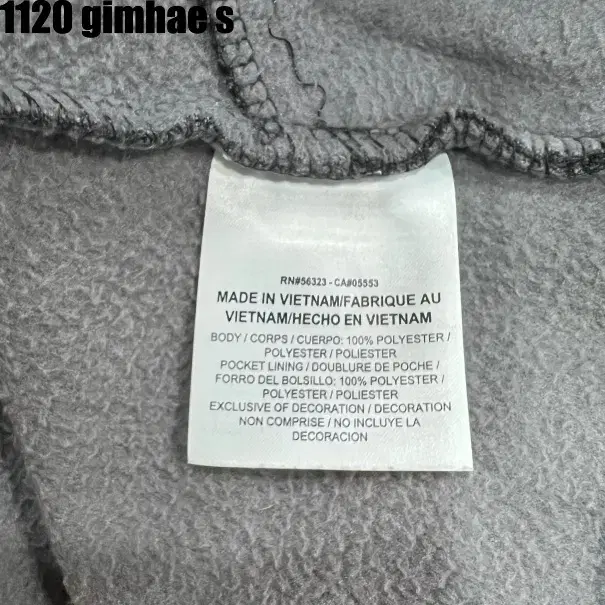 1120 gimhae s
RN#56323 - CA#05553
MADE IN VIETNAM/FABRIQUE AU
VIETNAM/HECHO EN VIETNAM
BODY / CORPS / CUERPO: 100% POLYESTER /
POLYESTER / POLIESTER
POCKET LINING / DOUBLURE DE POCHE /
FORRO DEL BOLSILLO: 100% POLYESTER /
POLYESTER / POLIESTER
EXCLUSIVE OF DECORATION / DECORATION
NON COMPRISE / NO INCLUYE LA
DECORACION